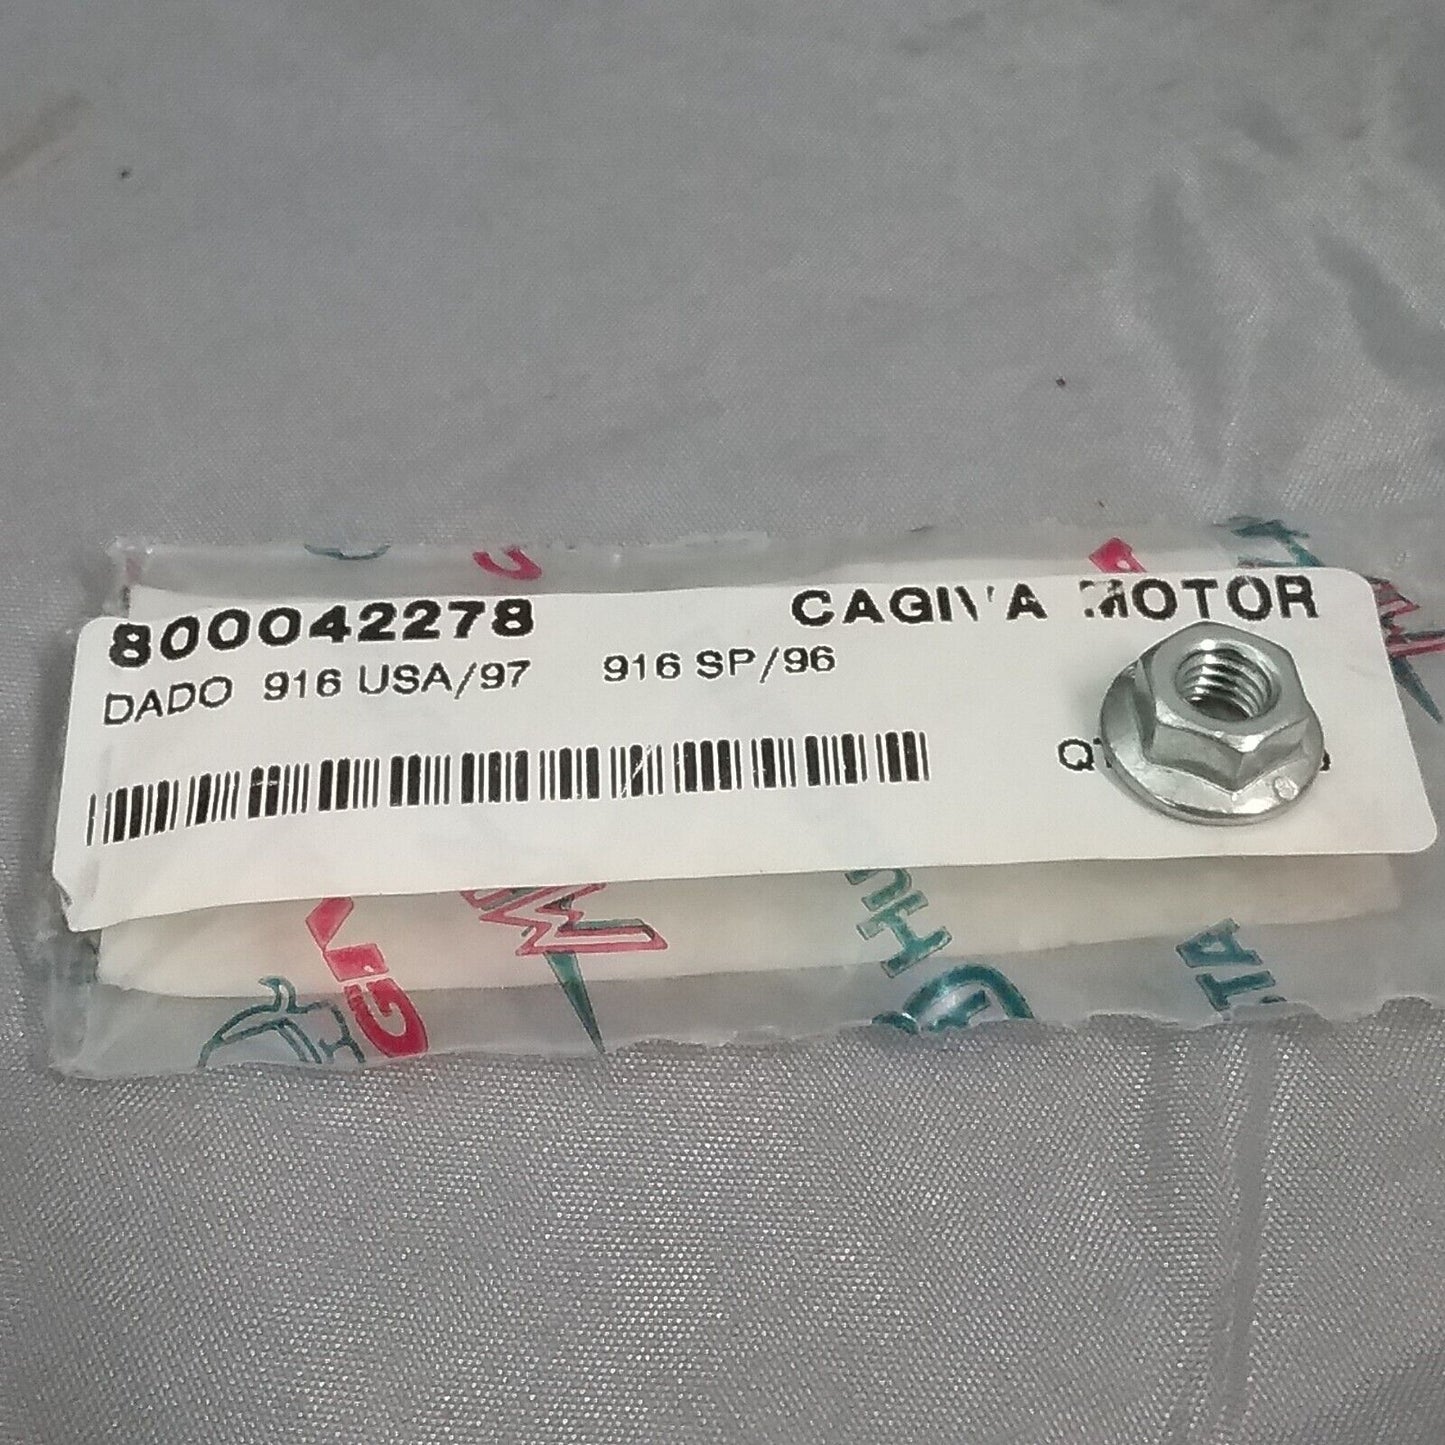 800042278 CAGIVA MOTOR
DADO 916 USA/97 916 SP/96